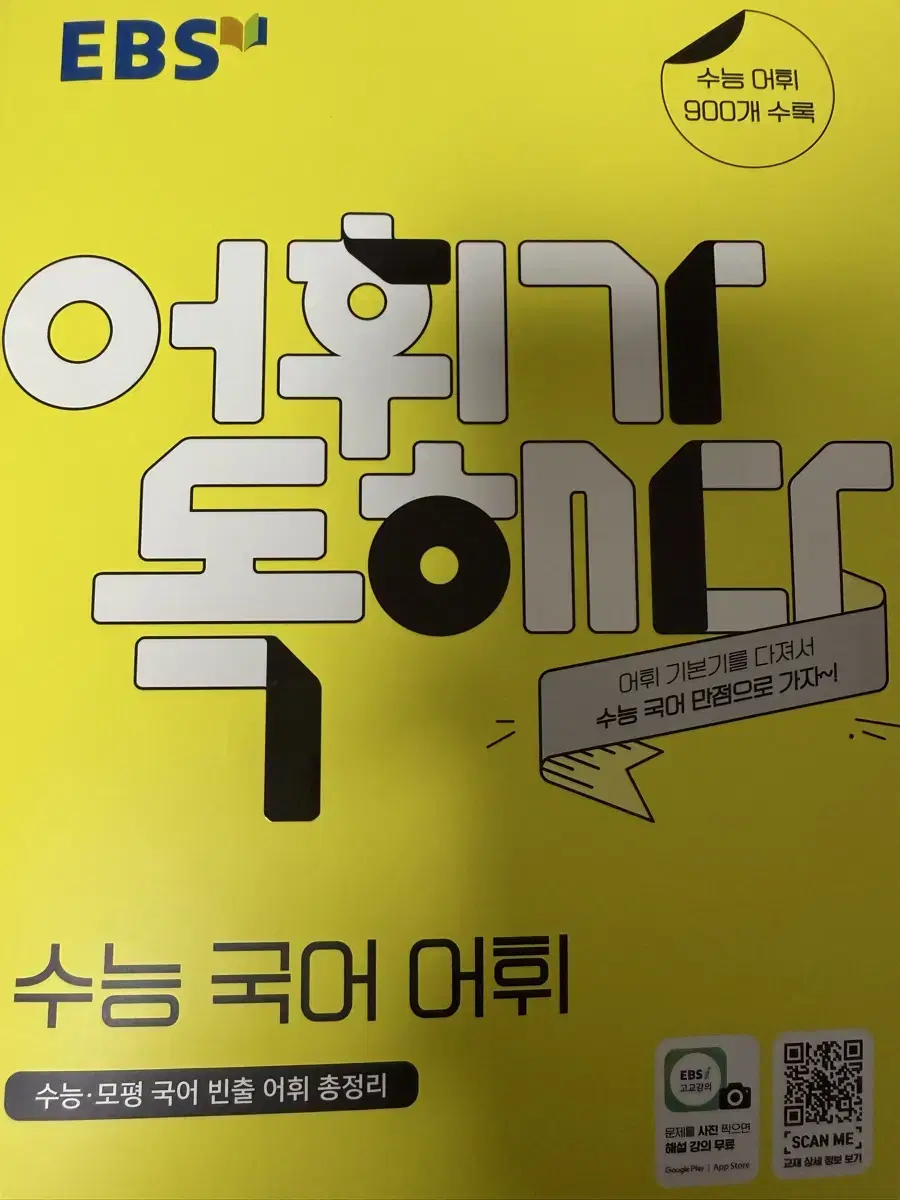 EBS
수능 어휘
900개 수록
어휘가
독해다
어휘 기본기를 다져서
수능 국어 만점으로 가자~!
수능 국어 어휘
수능·모평 국어 빈출 어휘 총정리
EBSi
고교강의
문제를 사진 찍으면
해설 강의 무료
Google Play | App Store
SCAN ME
교재 상세 정보 보기